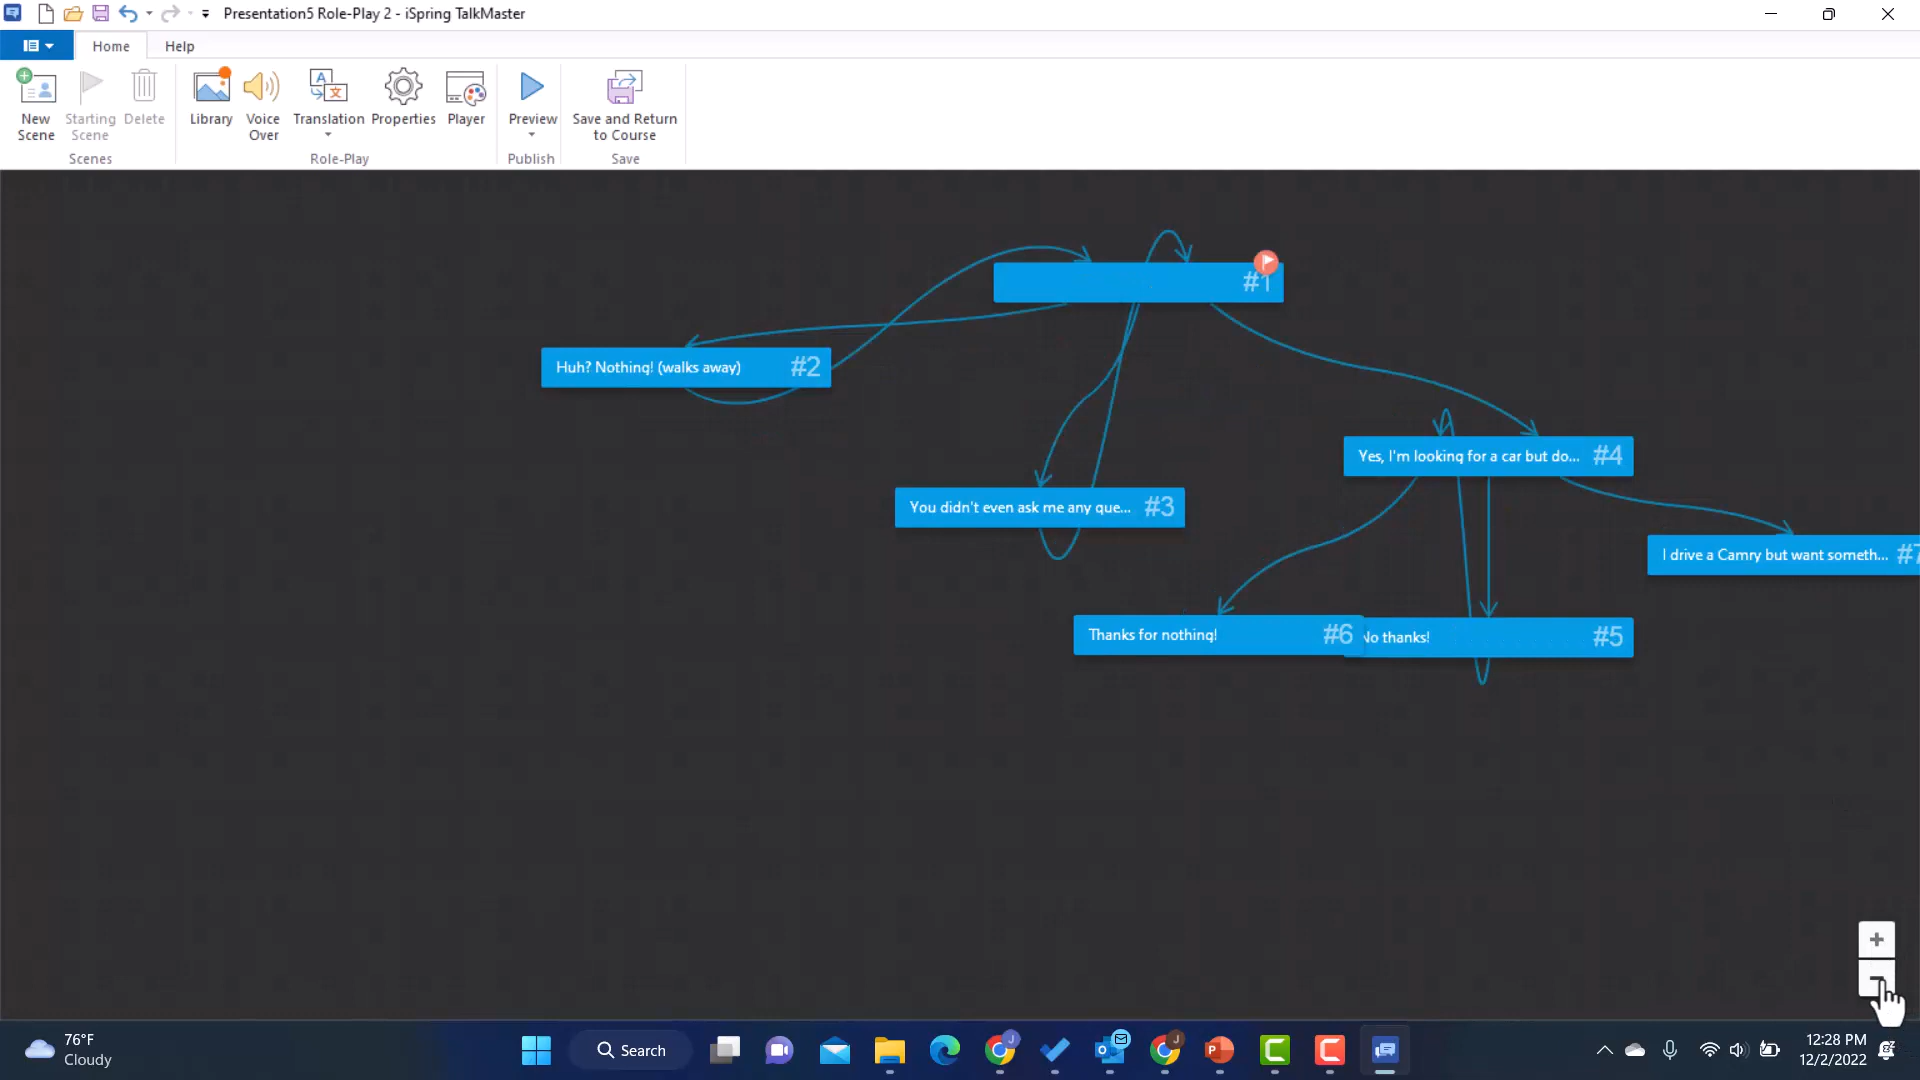 Presentation5 Role-Play 2 - iSpring TalkMaster
Home
Help
New
Scene
Starting
Scene
Delete
Library
Voice
Over
Translation
Properties
Player
Preview
Save and Return
to Course
Scenes
Role-Play
Publish
Save
#1
Huh? Nothing! (walks away)
#2
Yes, I'm looking for a car but do...
#4
You didn't even ask me any que...
#3
I drive a Camry but want someth...
#7
Thanks for nothing!
#6
No thanks!
#5
76°F
Cloudy
Search
12:28 PM
12/2/2022